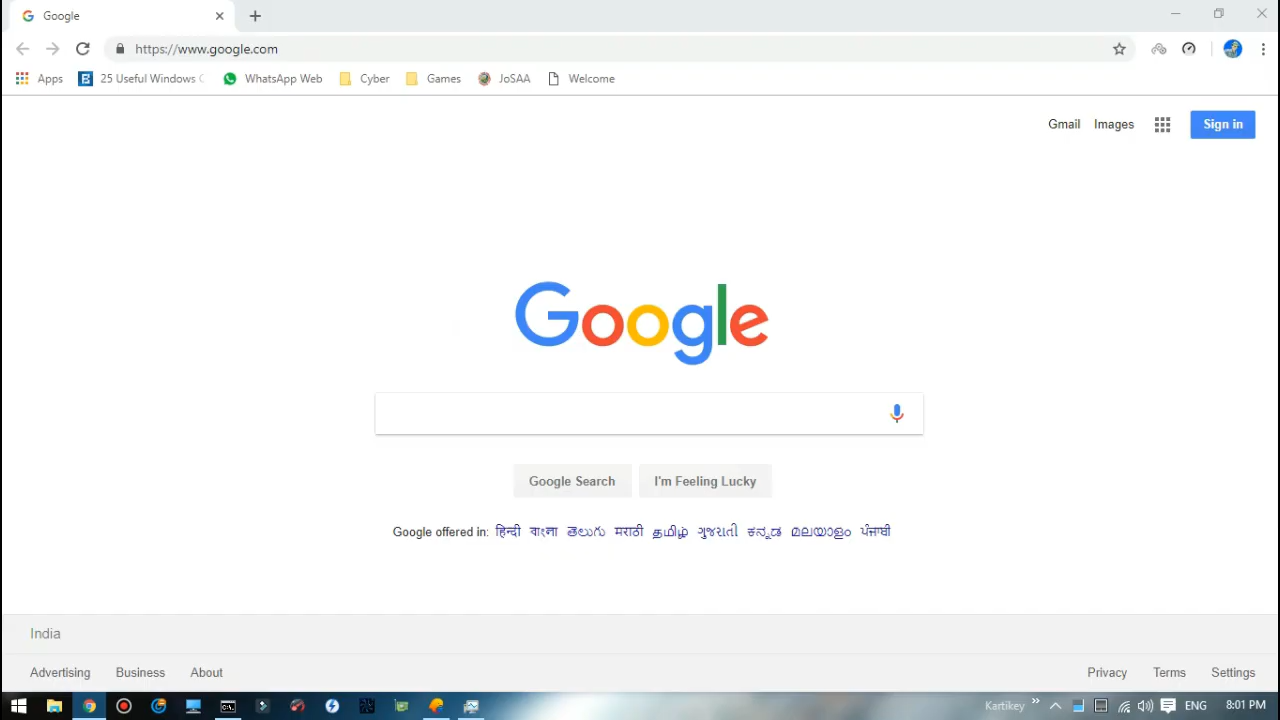 Google
https://www.google.com
Apps 25 Useful Windows WhatsApp Web Cyber Games JoSAA Welcome
Gmail Images Sign in
Google
Google Search I'm Feeling Lucky
Google offered in: हिन्दी বাংলা తెలుగు मराठी தமிழ் ગુજરાતી ಕನ್ನಡ മലയാളം ਪੰਜਾਬੀ
India
Advertising Business About Privacy Terms Settings
Kartikey ENG 8:01 PM